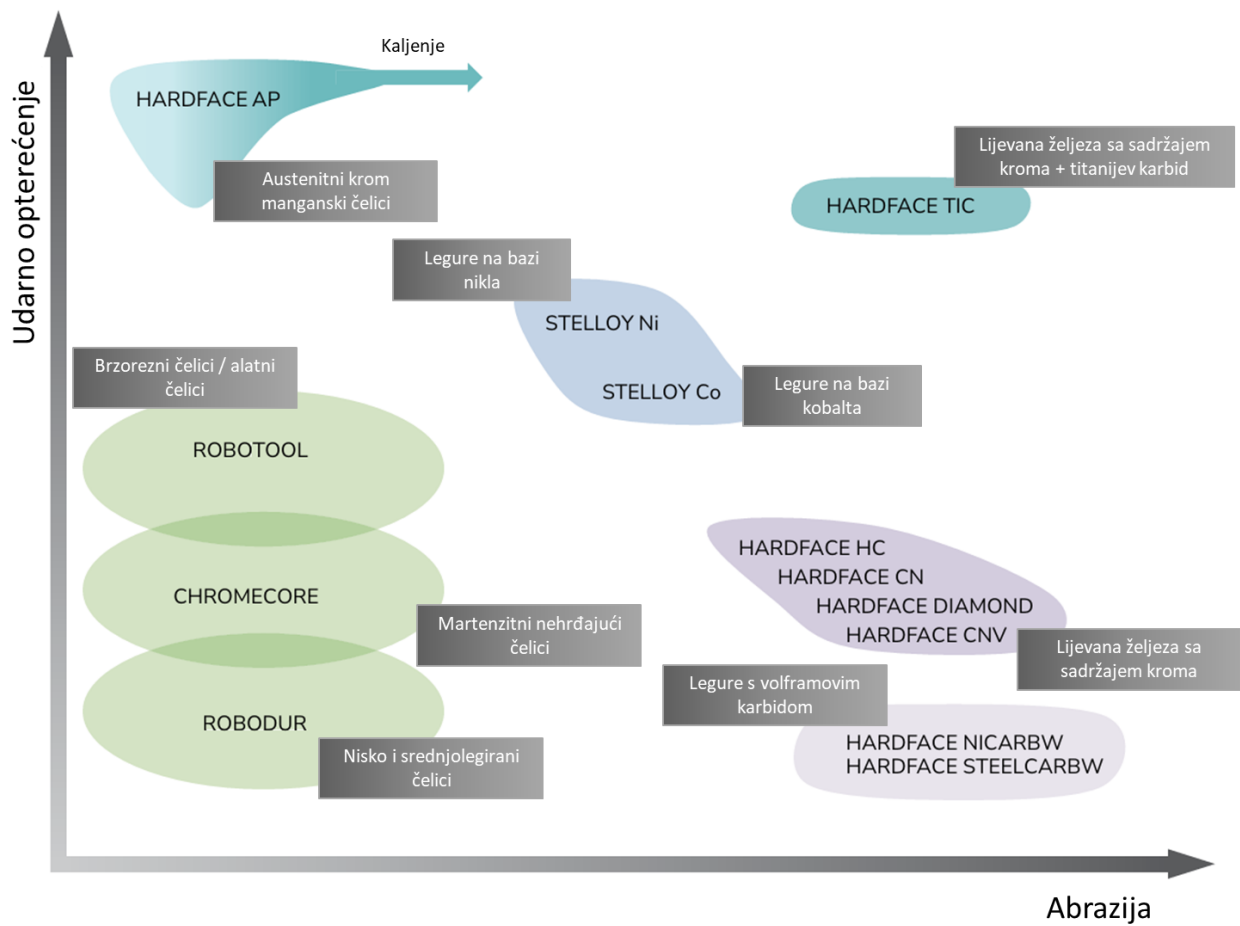 Kaljenje
Udarno opterećenje
HARDFACE AP
Austenitni krom
manganski čelici
Lijevana željeza sa sadržajem
kroma + titanijev karbid
HARDFACE TIC
Legure na bazi
nikla
STELLOY Ni
STELLOY Co
Legure na bazi
kobalta
Brzorezni čelici / alatni
čelici
ROBOTOOL
CHROMECORE
Martenzitni nehrđajući
čelici
ROBODUR
Nisko i srednjolegirani
čelici
HARDFACE HC
HARDFACE CN
HARDFACE DIAMOND
HARDFACE CNV
Lijevana željeza sa
sadržajem kroma
Legure s volframovim
karbidom
HARDFACE NICARBW
HARDFACE STEELCARBW
Abrazija